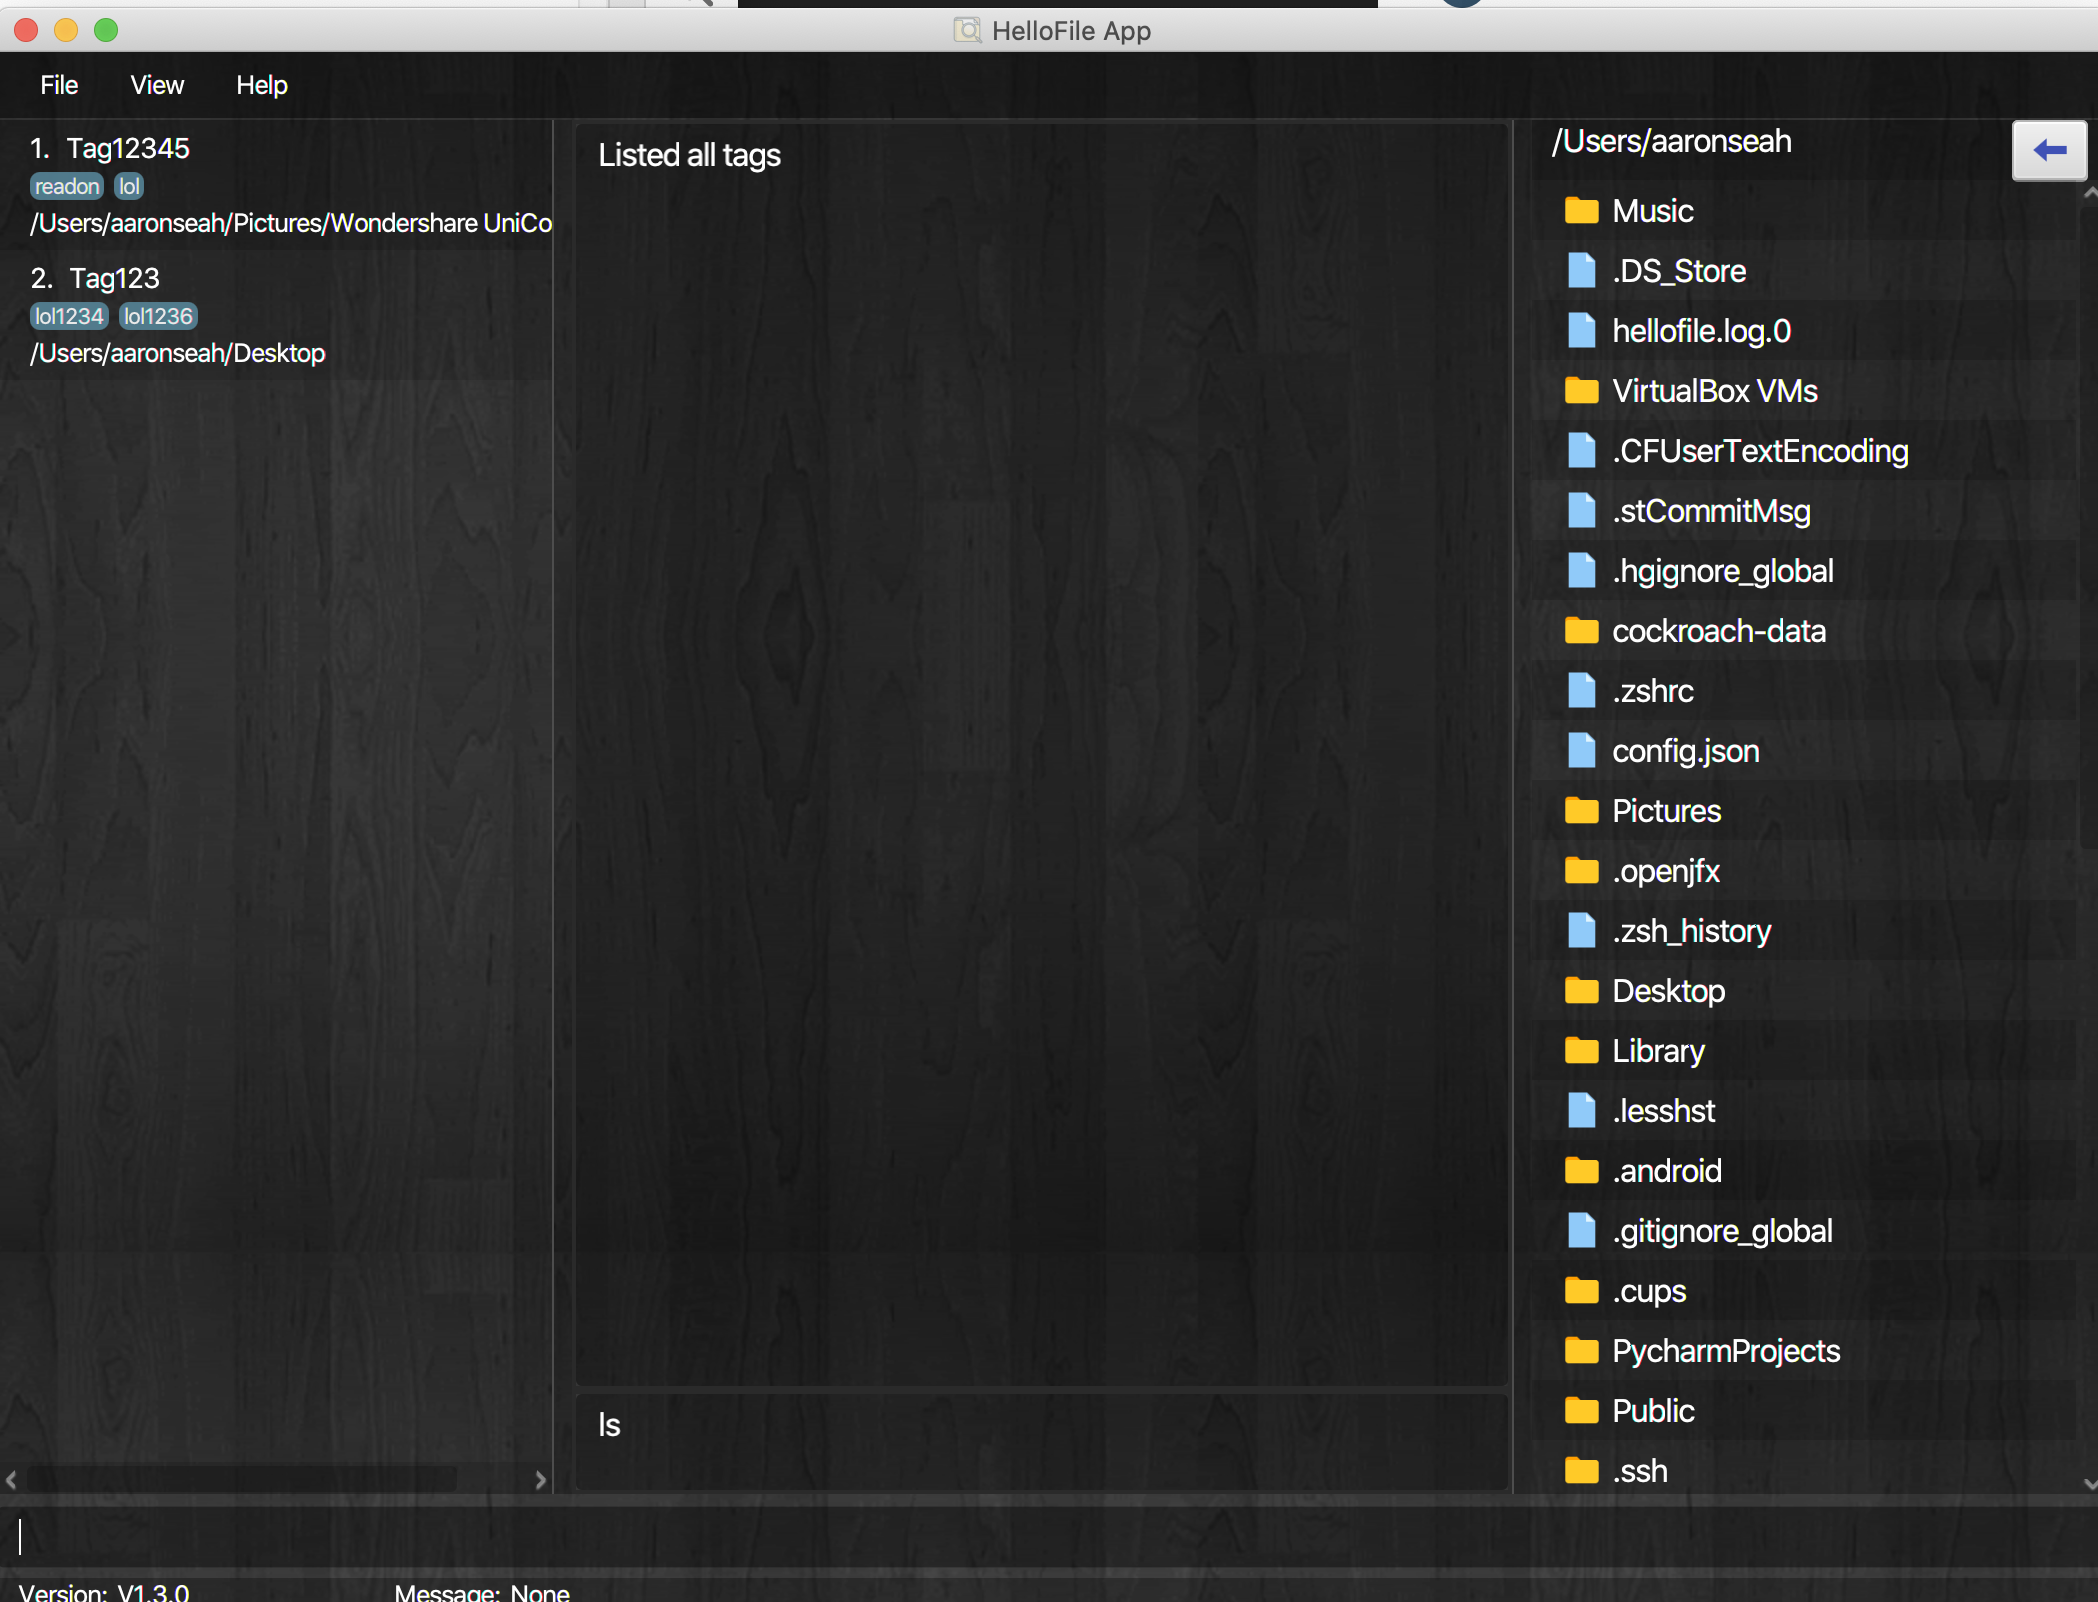 HelloFile App
File View Help
1. Tag12345
readon lol
/Users/aaronseah/Pictures/Wondershare UniCo
2. Tag123
lol1234 lol1236
/Users/aaronseah/Desktop
Listed all tags
ls
/Users/aaronseah
Music
.DS_Store
hellofile.log.0
VirtualBox VMs
.CFUserTextEncoding
.stCommitMsg
.hgignore_global
cockroach-data
.zshrc
config.json
Pictures
.openjfx
.zsh_history
Desktop
Library
.lesshst
.android
.gitignore_global
.cups
PycharmProjects
Public
.ssh
Version: V1.3.0 Message: None